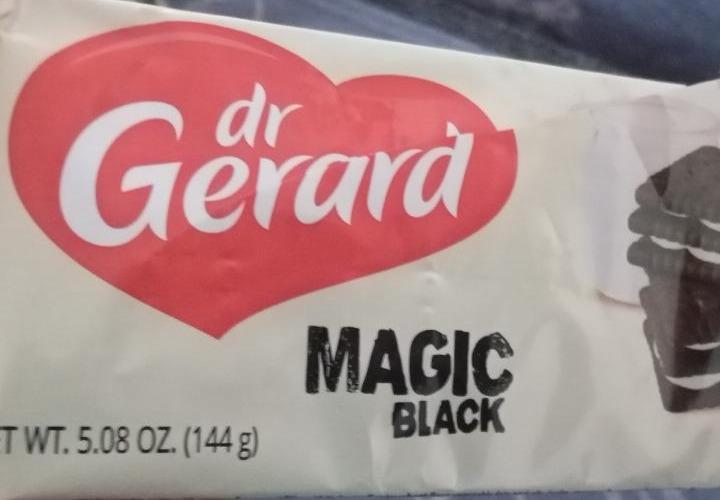 dr
Gerard
MAGIC
BLACK
T WT. 5.08 OZ. (144 g)